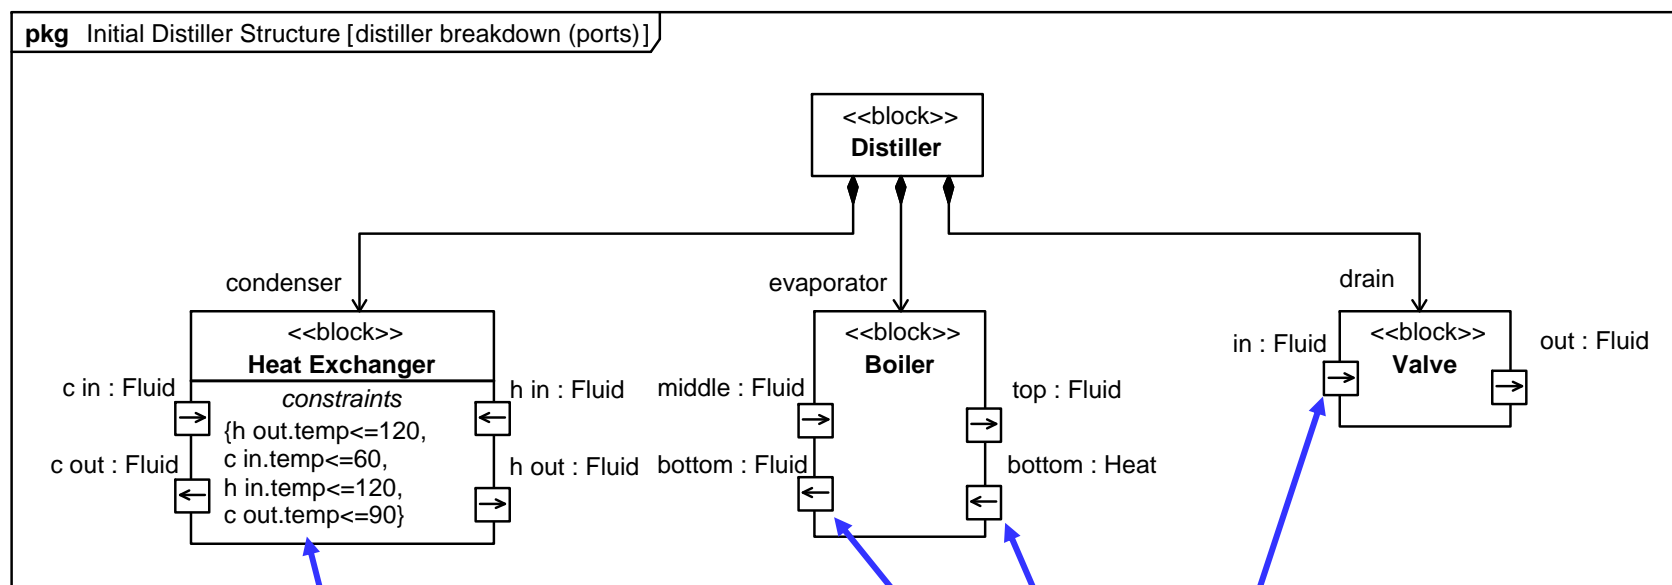 pkg Initial Distiller Structure [distiller breakdown (ports)]
<<block>>
Distiller
condenser
evaporator
drain
<<block>>
Heat Exchanger
constraints
{h out.temp<=120,
c in.temp<=60,
h in.temp<=120,
c out.temp<=90}
c in : Fluid
c out : Fluid
h in : Fluid
h out : Fluid
<<block>>
Boiler
middle : Fluid
bottom : Fluid
top : Fluid
bottom : Heat
<<block>>
Valve
in : Fluid
out : Fluid